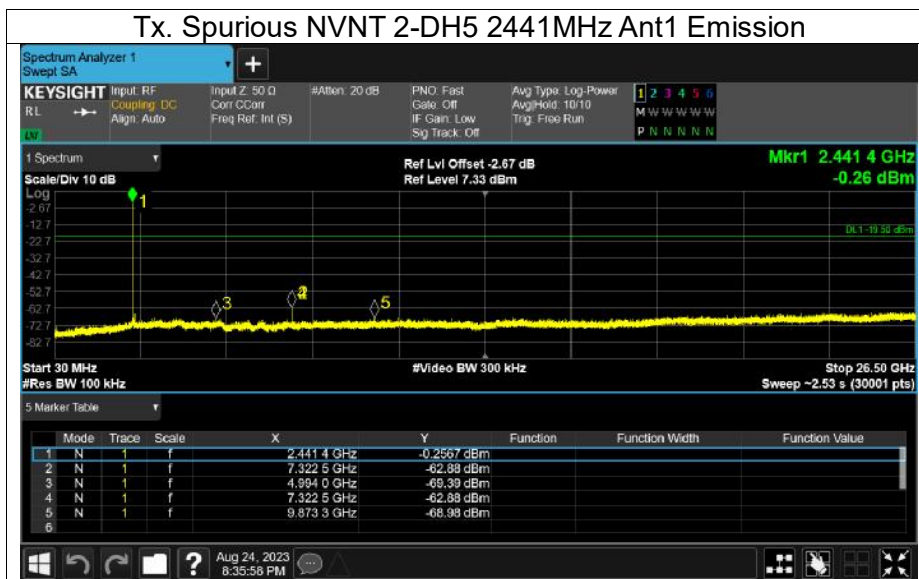 Tx. Spurious NVNT 2-DH5 2441MHz Ant1 Emission
Spectrum Analyzer 1
Swept SA
+
KEYSIGHT Input: RF Input Z: 50 Ω #Atten: 20 dB PNO: Fast Avg Type: Log-Power 1 2 3 4 5 6
RL Coupling: DC Corr CCorr Gate: Off Avg|Hold: 10/10 M W W W W W
Align: Auto Freq Ref: Int (S) IF Gain: Low Trig: Free Run
Sig Track: Off P N N N N N
1 Spectrum Ref Lvl Offset -2.67 dB Mkr1 2.441 4 GHz
Scale/Div 10 dB Ref Level 7.33 dBm -0.26 dBm
Log
1
-2.67
-12.7
DL1 -19.50 dBm
-22.7
-32.7
-42.7
-52.7
3 5
-62.7
-72.7
-82.7
Start 30 MHz #Video BW 300 kHz Stop 26.50 GHz
#Res BW 100 kHz Sweep ~2.53 s (30001 pts)
5 Marker Table
Mode Trace Scale X Y Function Function Width Function Value
1 N 1 f 2.441 4 GHz -0.2567 dBm
2 N 1 f 7.322 5 GHz -62.88 dBm
3 N 1 f 4.994 0 GHz -69.39 dBm
4 N 1 f 7.322 5 GHz -62.88 dBm
5 N 1 f 9.873 3 GHz -68.98 dBm
6
? Aug 24, 2023
8:35:58 PM